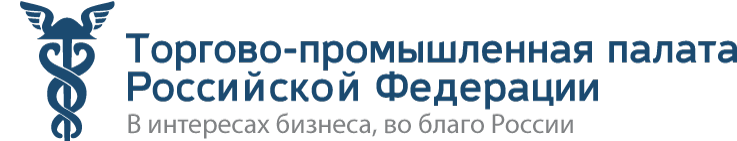 Торгово-промышленная палата
Российской Федерации
В интересах бизнеса, во благо России